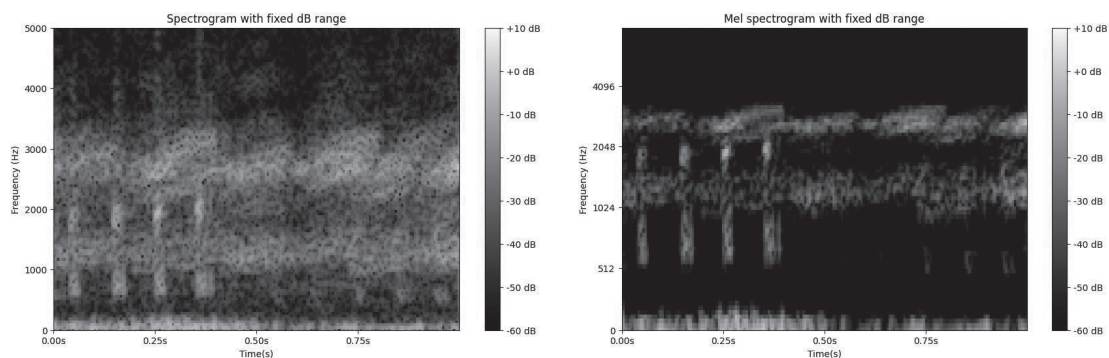 Spectrogram with fixed dB range
5000
4000
3000
2000
1000
0
Frequency (Hz)
0.00s 0.25s 0.50s 0.75s
Time(s)
+10 dB
+0 dB
-10 dB
-20 dB
-30 dB
-40 dB
-50 dB
-60 dB
Mel spectrogram with fixed dB range
4096
2048
1024
512
0
Frequency (Hz)
0.00s 0.25s 0.50s 0.75s
Time(s)
+10 dB
+0 dB
-10 dB
-20 dB
-30 dB
-40 dB
-50 dB
-60 dB